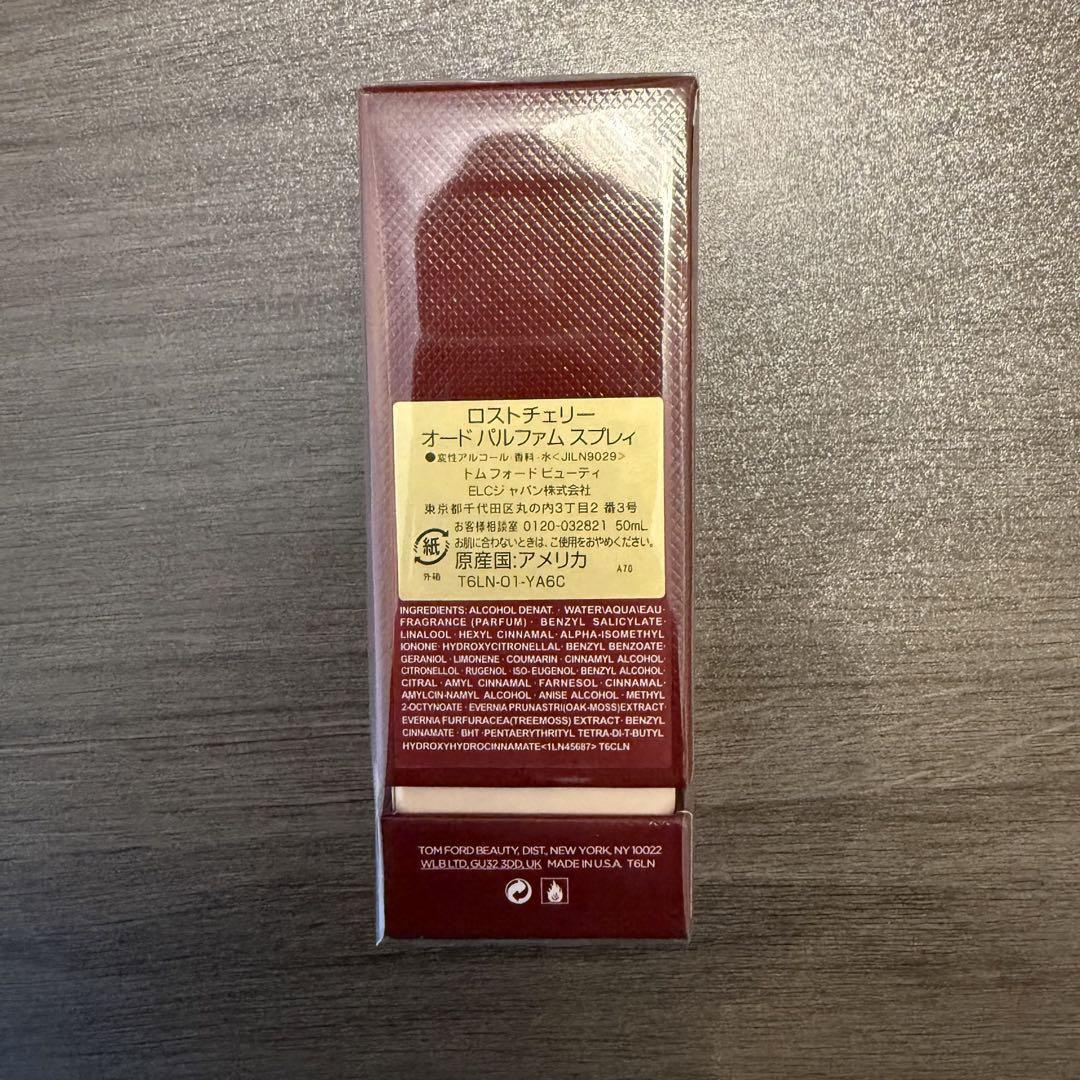 ロストチェリー
オード パルファム スプレィ
●変性アルコール・香料・水<JILN9029>
トム フォード ビューティ
ELCジャパン株式会社
東京都千代田区丸の内3丁目2番3号
お客様相談室 0120-032821 50mL
紙 お肌に合わないときは、ご使用をおやめください。
原産国:アメリカ
外箱 A70
T6LN-01-YA6C
INGREDIENTS: ALCOHOL DENAT. · WATER\AQUA\EAU·
FRAGRANCE (PARFUM) · BENZYL SALICYLATE·
LINALOOL · HEXYL CINNAMAL · ALPHA-ISOMETHYL
IONONE · HYDROXYCITRONELLAL · BENZYL BENZOATE·
GERANIOL · LIMONENE · COUMARIN · CINNAMYL ALCOHOL·
CITRONELLOL · RUGENOL · ISO-EUGENOL · BENZYL ALCOHOL·
CITRAL · AMYL CINNAMAL · FARNESOL · CINNAMAL·
AMYLCIN-NAMYL ALCOHOL · ANISE ALCOHOL · METHYL
2-OCTYNOATE · EVERNIA PRUNASTRI(OAK-MOSS)EXTRACT·
EVERNIA FURFURACEA(TREEMOSS) EXTRACT · BENZYL
CINNAMATE · BHT · PENTAERYTHRITYL TETRA-DI-T-BUTYL
HYDROXYHYDROCINNAMATE<1LN45687> T6CLN
TOM FORD BEAUTY, DIST., NEW YORK, NY 10022
WLB LTD, GU32 3DD, UK MADE IN U.S.A. T6LN